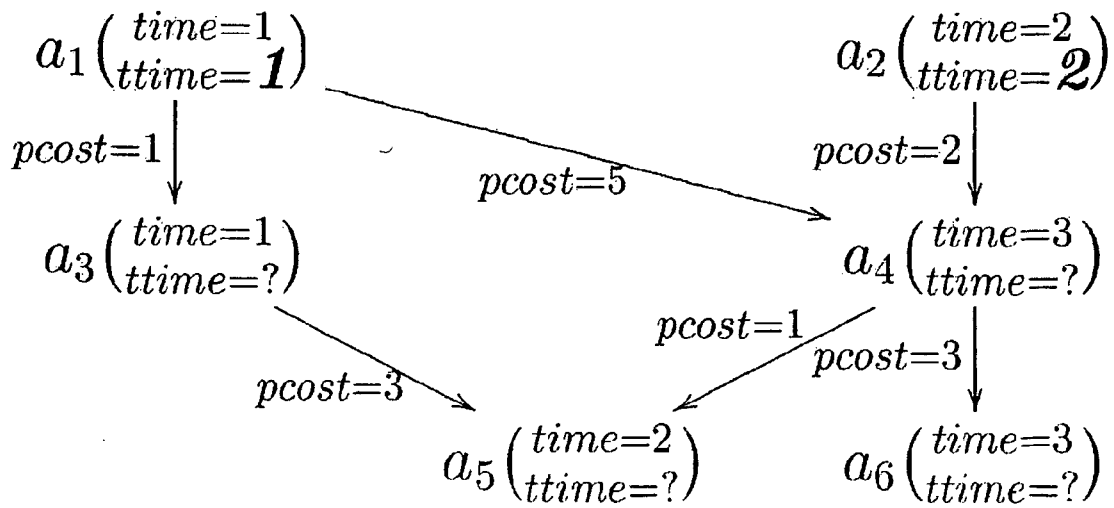 a1 ( time=1 ttime= 1 ) a2 ( time=2 ttime= 2 )
pcost=1 pcost=5 pcost=2
a3 ( time=1 ttime=? ) a4 ( time=3 ttime=? )
pcost=3 pcost=1 pcost=3
a5 ( time=2 ttime=? ) a6 ( time=3 ttime=? )